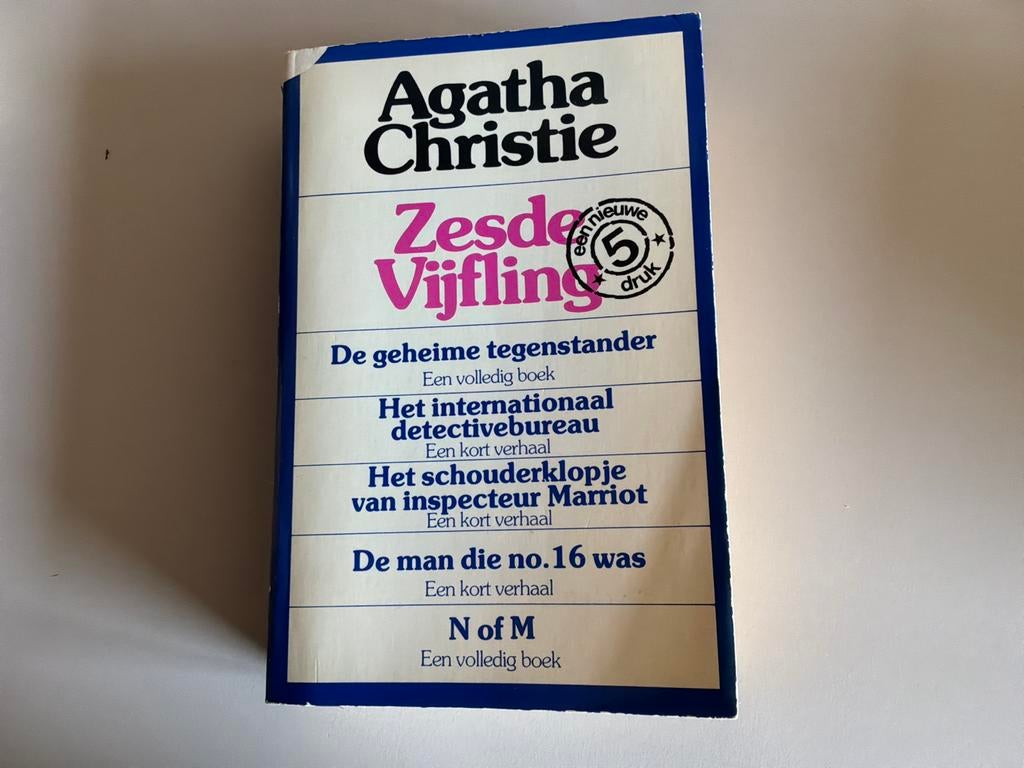 Agatha
Christie
Zesde
Vijfling
een nieuwe
5
druk
De geheime tegenstander
Een volledig boek
Het internationaal
detectivebureau
Een kort verhaal
Het schouderklopje
van inspecteur Marriot
Een kort verhaal
De man die no.16 was
Een kort verhaal
N of M
Een volledig boek